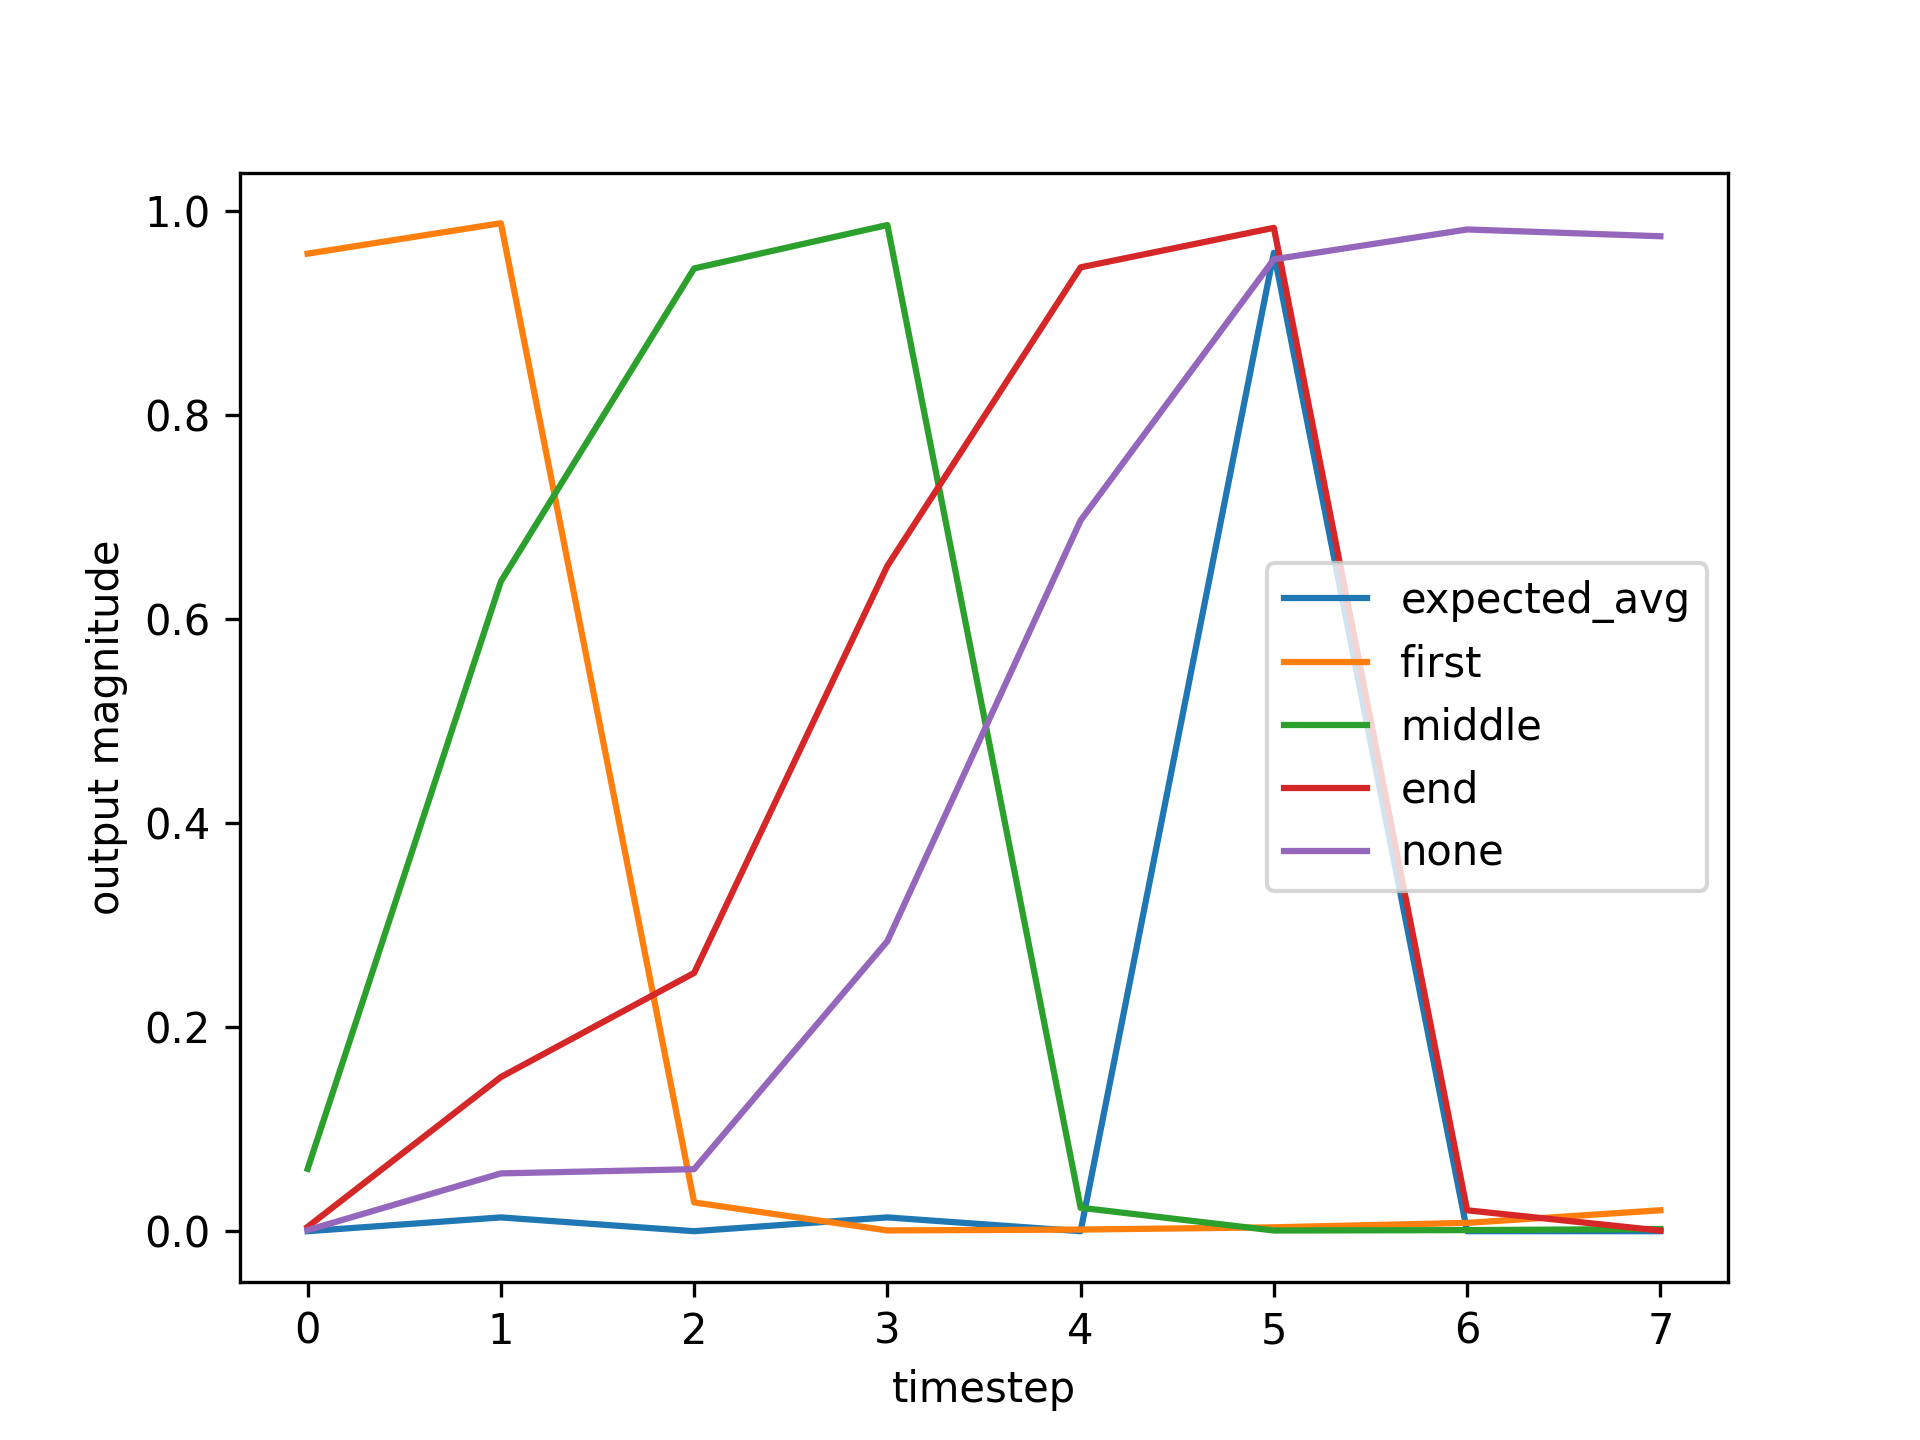 1.0
0.8
0.6
0.4
0.2
0.0
output magnitude
expected_avg
first
middle
end
none
0 1 2 3 4 5 6 7
timestep